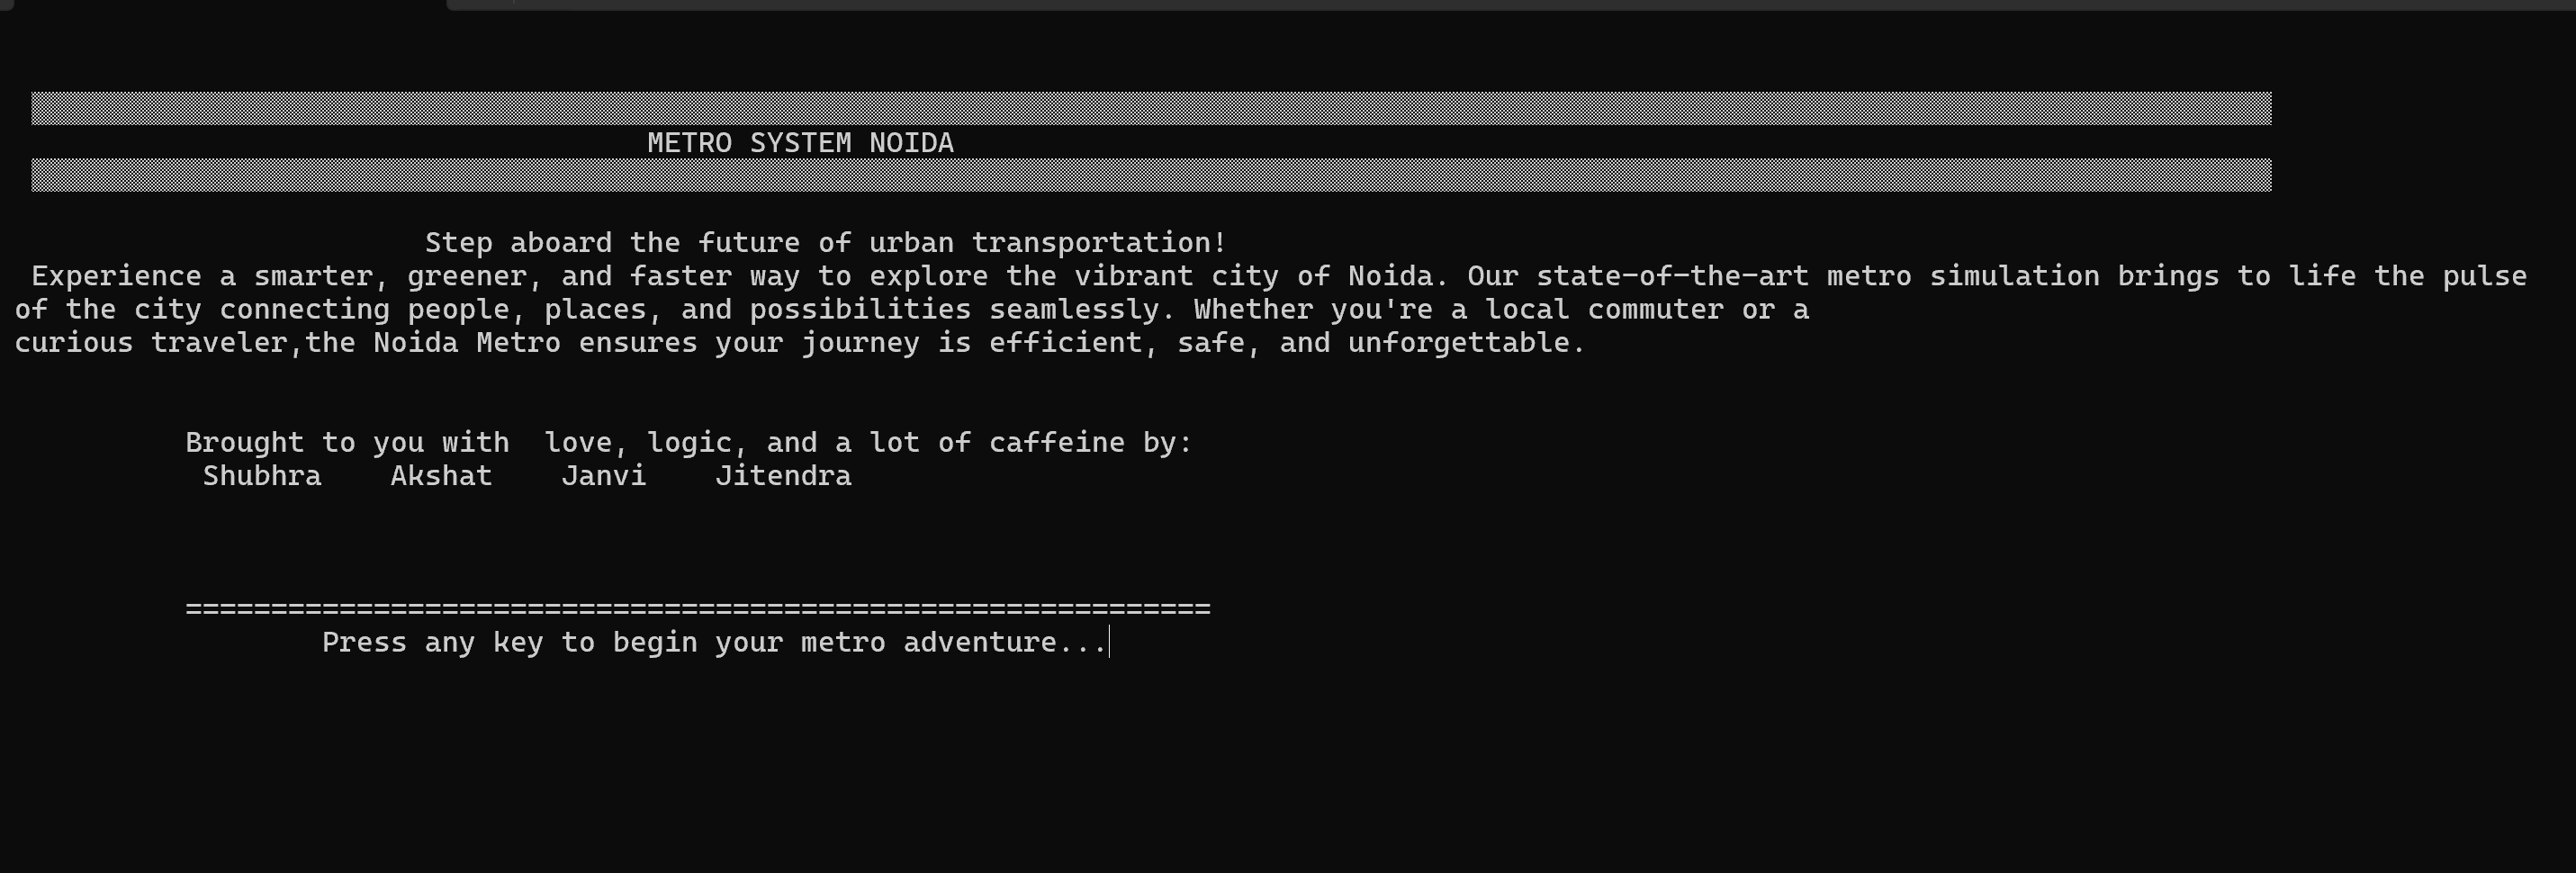 METRO SYSTEM NOIDA
Step aboard the future of urban transportation!
Experience a smarter, greener, and faster way to explore the vibrant city of Noida. Our state-of-the-art metro simulation brings to life the pulse
of the city connecting people, places, and possibilities seamlessly. Whether you're a local commuter or a
curious traveler,the Noida Metro ensures your journey is efficient, safe, and unforgettable.
Brought to you with  love, logic, and a lot of caffeine by:
Shubhra    Akshat    Janvi    Jitendra
============================================================
Press any key to begin your metro adventure...